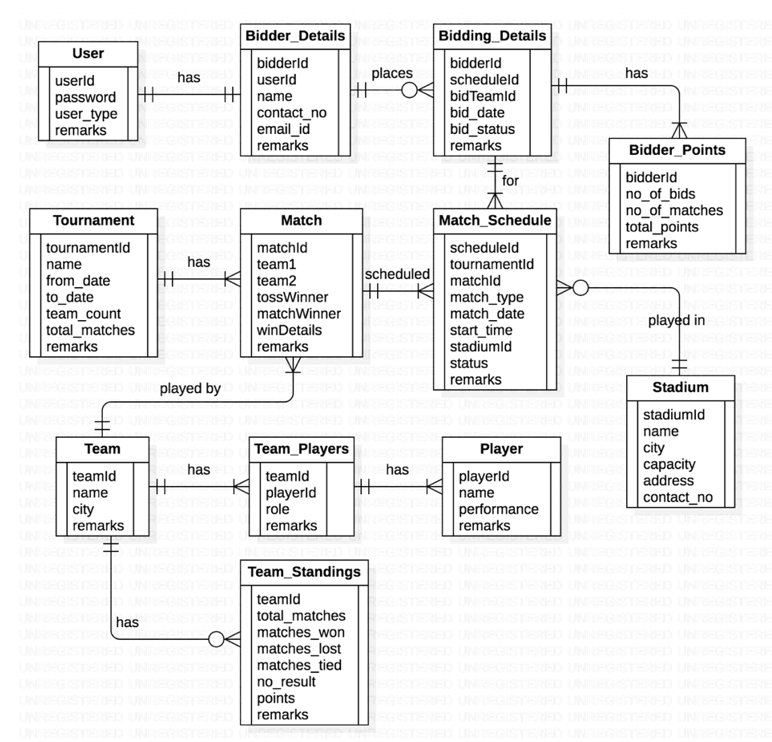 User
userId
password
user_type
remarks
has
Bidder_Details
bidderId
userId
name
contact_no
email_id
remarks
places
Bidding_Details
bidderId
scheduleId
bidTeamId
bid_date
bid_status
remarks
has
Bidder_Points
bidderId
no_of_bids
no_of_matches
total_points
remarks
for
Tournament
tournamentId
name
from_date
to_date
team_count
total_matches
remarks
has
Match
matchId
team1
team2
tossWinner
matchWinner
winDetails
remarks
scheduled
Match_Schedule
scheduleId
tournamentId
matchId
match_type
match_date
start_time
stadiumId
status
remarks
played in
Stadium
stadiumId
name
city
capacity
address
contact_no
played by
Team
teamId
name
city
remarks
has
Team_Players
teamId
playerId
role
remarks
has
Player
playerId
name
performance
remarks
has
Team_Standings
teamId
total_matches
matches_won
matches_lost
matches_tied
no_result
points
remarks